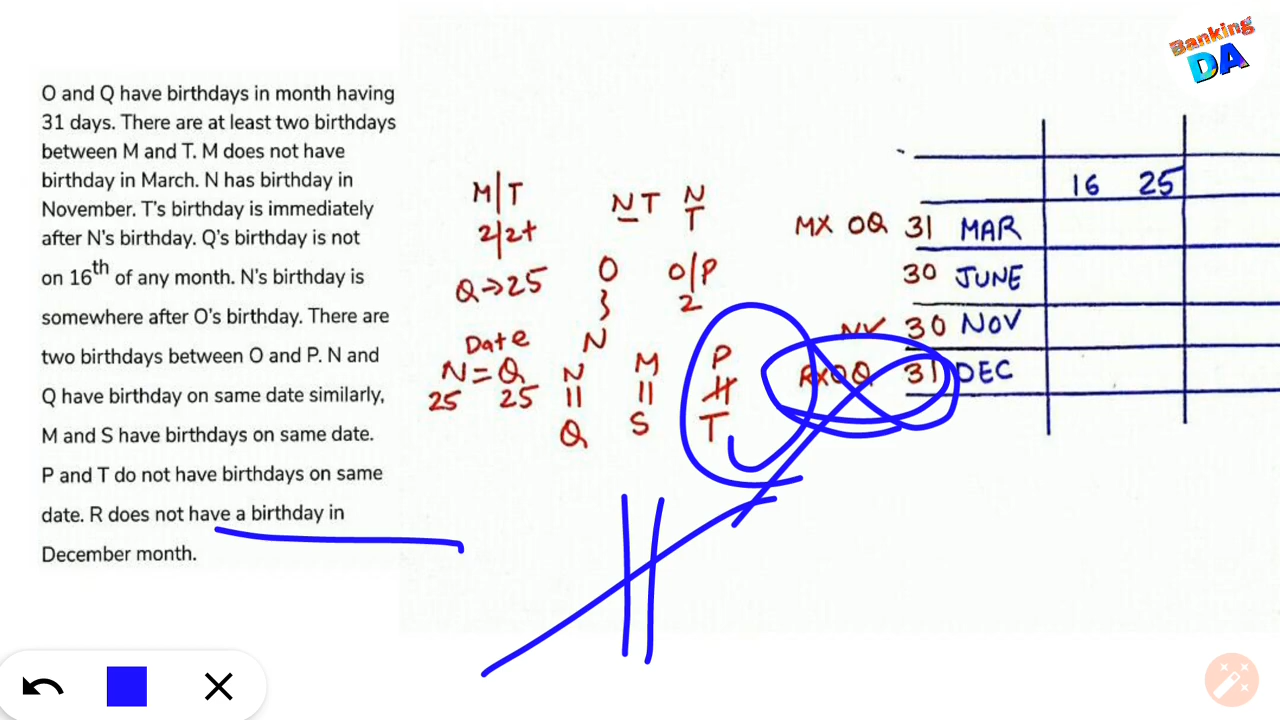 Banking
DA
O and Q have birthdays in month having
31 days. There are at least two birthdays
between M and T. M does not have
birthday in March. N has birthday in
November. T's birthday is immediately
after N's birthday. Q's birthday is not
on 16th of any month. N's birthday is
somewhere after O's birthday. There are
two birthdays between O and P. N and
Q have birthday on same date similarly,
M and S have birthdays on same date.
P and T do not have birthdays on same
date. R does not have a birthday in
December month.
M|T
2/2+
Q→25
Date
N = Q
25 25
N T
N
T
O
N
O/P
2
N
=
Q
M
=
S
P
T
16 25
MX OQ 31 MAR
30 JUNE
30 NOV
RXOQ 31 DEC